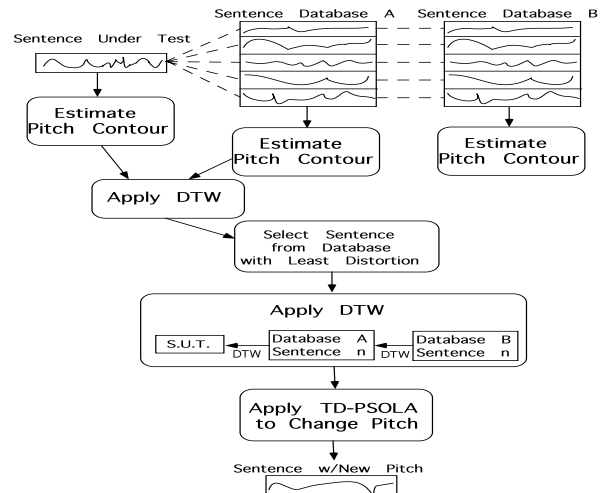 Sentence Database A
Sentence Database B
Sentence Under Test
Estimate
Pitch Contour
Estimate
Pitch Contour
Estimate
Pitch Contour
Apply DTW
Select Sentence
from Database
with Least Distortion
Apply DTW
S.U.T.
DTW
Database A
Sentence n
DTW
Database B
Sentence n
Apply TD-PSOLA
to Change Pitch
Sentence w/New Pitch